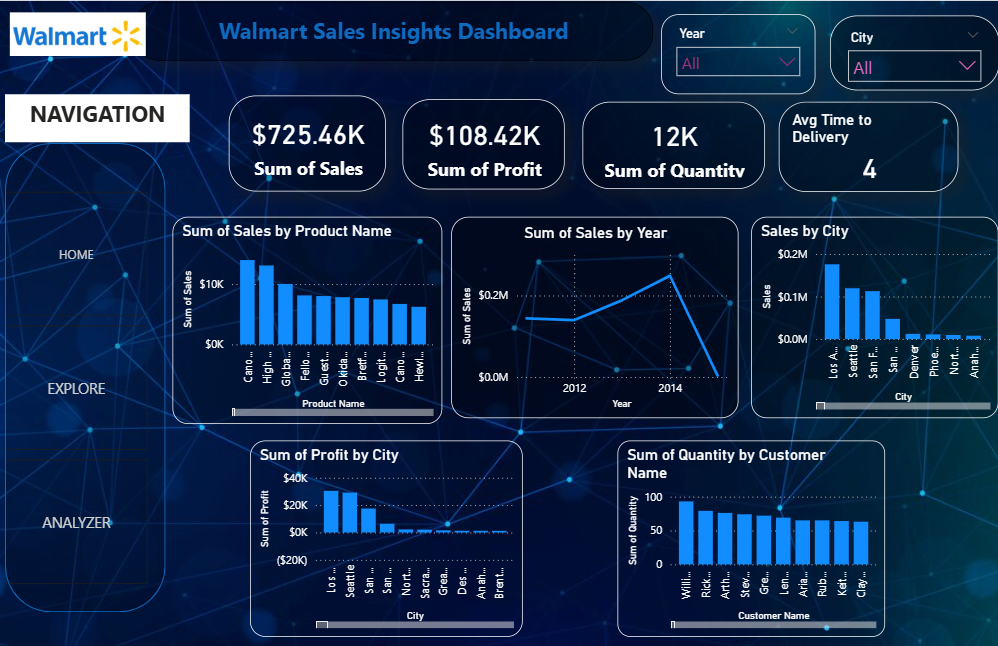 Walmart
Walmart Sales Insights Dashboard
Year
All
City
All
NAVIGATION
HOME
EXPLORE
ANALYZER
$725.46K
Sum of Sales
$108.42K
Sum of Profit
12K
Sum of Quantity
Avg Time to
Delivery
4
Sum of Sales by Product Name
Sum of Sales
$10K
$0K
Cano...
High ...
Globa...
Fello...
Guest...
Okida...
Bretf...
Logit...
Cano...
Hewl...
Product Name
Sum of Sales by Year
Sum of Sales
$0.2M
$0.0M
2012
2014
Year
Sales by City
Sales
$0.2M
$0.1M
$0.0M
Los A...
Seattle
San F...
San ...
Denver
Phoe...
Nort...
Anah...
City
Sum of Profit by City
Sum of Profit
$40K
$20K
$0K
($20K)
Los ...
Seattle
San ...
San ...
Nort...
Sacra...
Grea...
Des ...
Anah...
Brent...
City
Sum of Quantity by Customer
Name
Sum of Quantity
100
50
0
Willi...
Rick...
Arth...
Stev...
Gre...
Len...
Aria...
Rub...
Keit...
Clay...
Customer Name